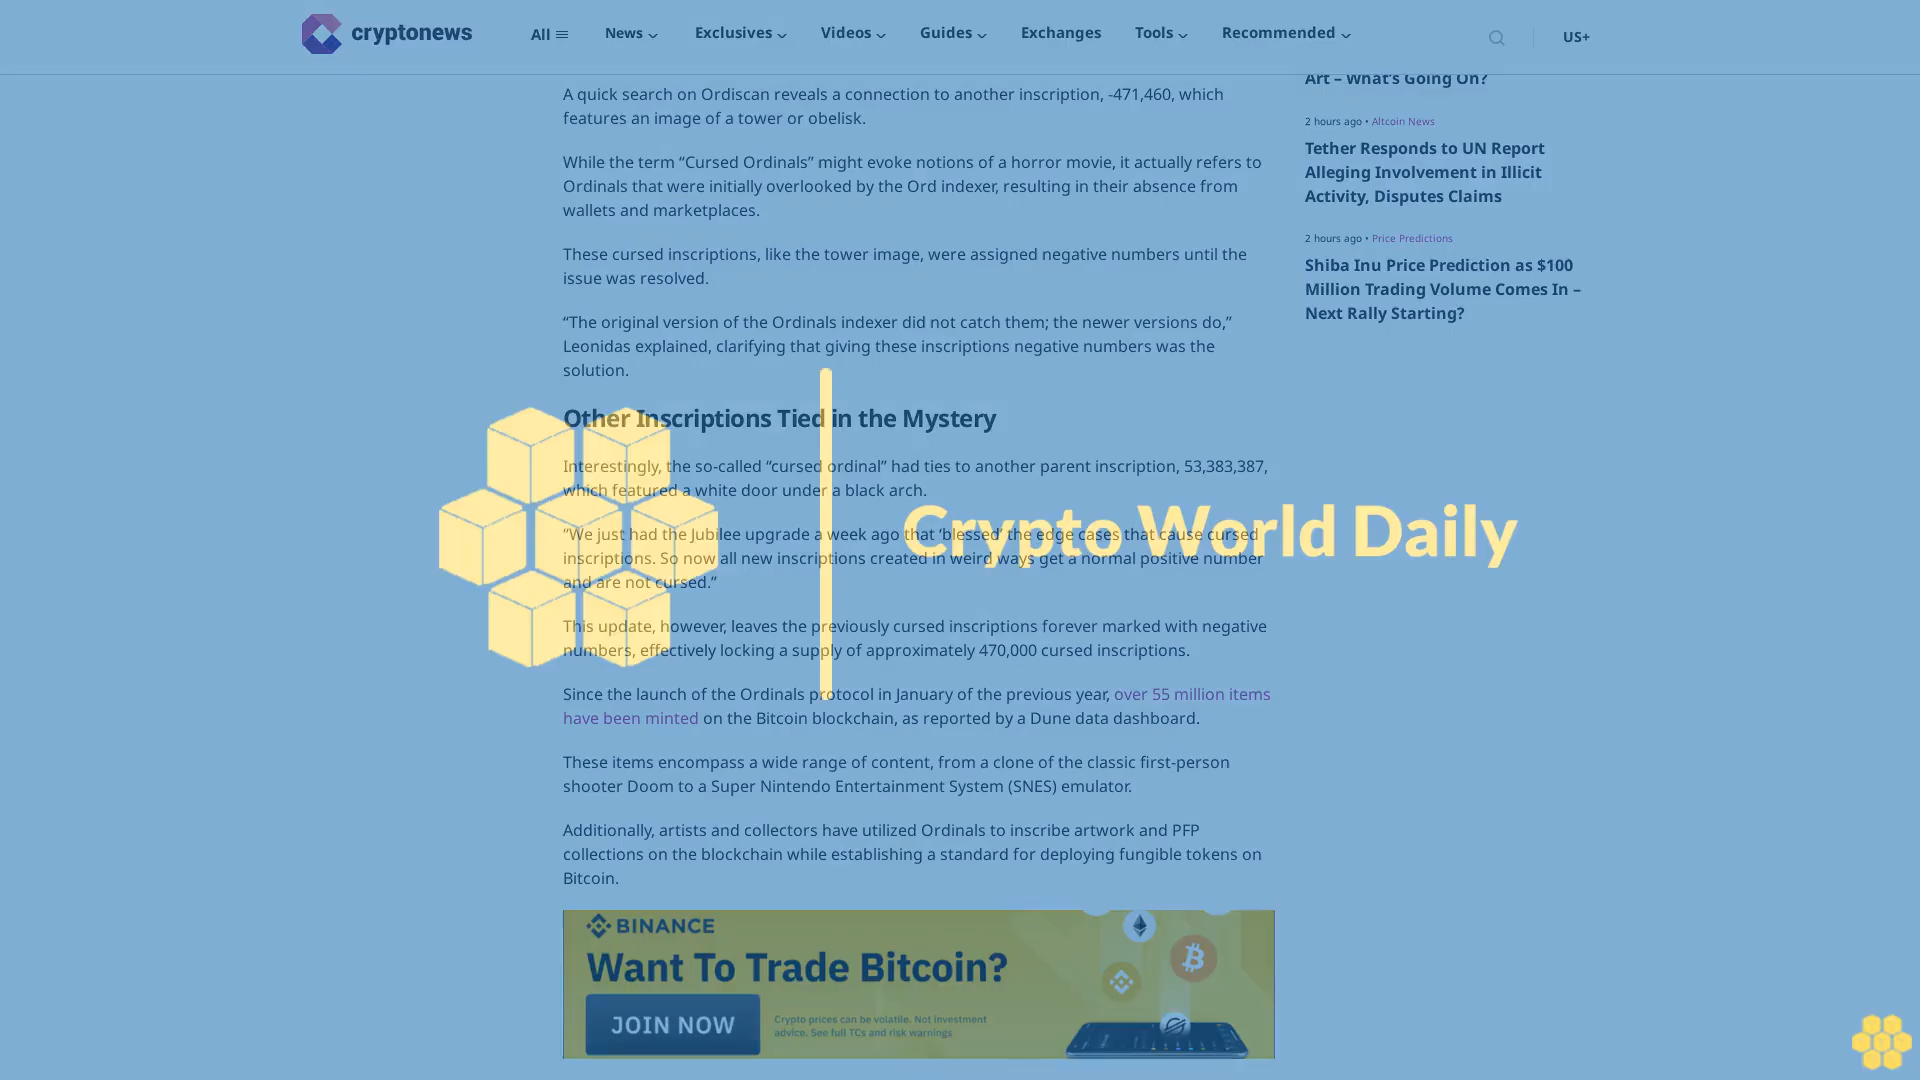 cryptonews
All
News
Exclusives
Videos
Guides
Exchanges
Tools
Recommended
US+
A quick search on Ordiscan reveals a connection to another inscription, -471,460, which
features an image of a tower or obelisk.
While the term “Cursed Ordinals” might evoke notions of a horror movie, it actually refers to
Ordinals that were initially overlooked by the Ord indexer, resulting in their absence from
wallets and marketplaces.
These cursed inscriptions, like the tower image, were assigned negative numbers until the
issue was resolved.
“The original version of the Ordinals indexer did not catch them; the newer versions do,”
Leonidas explained, clarifying that giving these inscriptions negative numbers was the
solution.
Other Inscriptions Tied in the Mystery
Interestingly, the so-called “cursed ordinal” had ties to another parent inscription, 53,383,387,
which featured a white door under a black arch.
“We just had the Jubilee upgrade a week ago that ‘blessed’ the edge cases that cause cursed
inscriptions. So now all new inscriptions created in weird ways get a normal positive number
and are not cursed.”
This update, however, leaves the previously cursed inscriptions forever marked with negative
numbers, effectively locking a supply of approximately 470,000 cursed inscriptions.
Since the launch of the Ordinals protocol in January of the previous year, over 55 million items
have been minted on the Bitcoin blockchain, as reported by a Dune data dashboard.
These items encompass a wide range of content, from a clone of the classic first-person
shooter Doom to a Super Nintendo Entertainment System (SNES) emulator.
Additionally, artists and collectors have utilized Ordinals to inscribe artwork and PFP
collections on the blockchain while establishing a standard for deploying fungible tokens on
Bitcoin.
BINANCE
Want To Trade Bitcoin?
JOIN NOW
Crypto prices can be volatile. Not investment
advice. See full TCs and risk warnings
Art – What’s Going On?
2 hours ago • Altcoin News
Tether Responds to UN Report
Alleging Involvement in Illicit
Activity, Disputes Claims
2 hours ago • Price Predictions
Shiba Inu Price Prediction as $100
Million Trading Volume Comes In –
Next Rally Starting?
Crypto World Daily